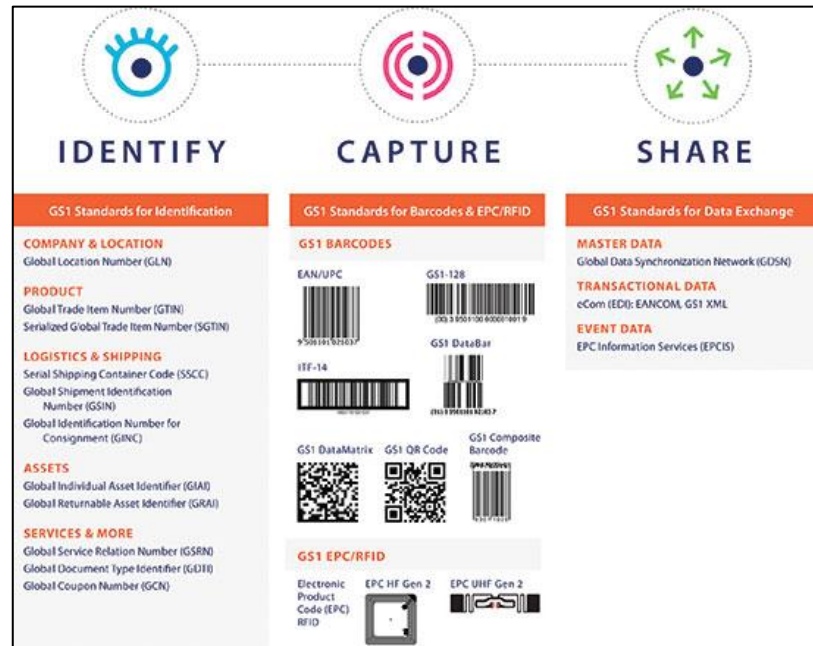 IDENTIFY
CAPTURE
SHARE
GS1 Standards for Identification
COMPANY & LOCATION
Global Location Number (GLN)
PRODUCT
Global Trade Item Number (GTIN)
Serialized Global Trade Item Number (SGTIN)
LOGISTICS & SHIPPING
Serial Shipping Container Code (SSCC)
Global Shipment Identification
Number (GSIN)
Global Identification Number for
Consignment (GINC)
ASSETS
Global Individual Asset Identifier (GIAI)
Global Returnable Asset Identifier (GRAI)
SERVICES & MORE
Global Service Relation Number (GSRN)
Global Document Type Identifier (GDTI)
Global Coupon Number (GCN)
GS1 Standards for Barcodes & EPC/RFID
GS1 BARCODES
EAN/UPC
GS1-128
GS1 DataBar
ITF-14
GS1 DataMatrix
GS1 QR Code
GS1 Composite
Barcode
GS1 EPC/RFID
Electronic
Product
Code (EPC)
RFID
EPC HF Gen 2
EPC UHF Gen 2
GS1 Standards for Data Exchange
MASTER DATA
Global Data Synchronization Network (GDSN)
TRANSACTIONAL DATA
eCom (EDI): EANCOM, GS1 XML
EVENT DATA
EPC Information Services (EPCIS)